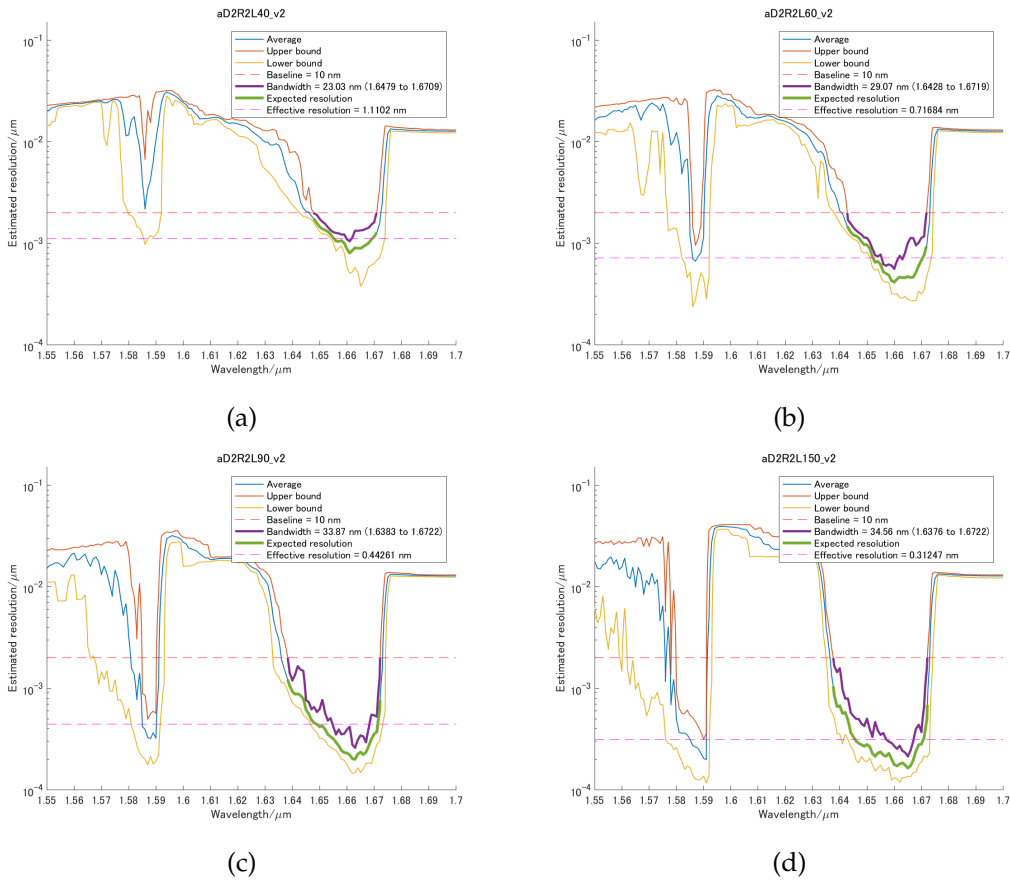 aD2R2L40_v2
Average
Upper bound
Lower bound
Baseline = 10 nm
Bandwidth = 23.03 nm (1.6479 to 1.6709)
Expected resolution
Effective resolution = 1.1102 nm
Estimated resolution/μm
10⁻¹
10⁻²
10⁻³
10⁻⁴
1.55 1.56 1.57 1.58 1.59 1.6 1.61 1.62 1.63 1.64 1.65 1.66 1.67 1.68 1.69 1.7
Wavelength/μm
(a)
aD2R2L60_v2
Average
Upper bound
Lower bound
Baseline = 10 nm
Bandwidth = 29.07 nm (1.6428 to 1.6719)
Expected resolution
Effective resolution = 0.71684 nm
Estimated resolution/μm
10⁻¹
10⁻²
10⁻³
10⁻⁴
1.55 1.56 1.57 1.58 1.59 1.6 1.61 1.62 1.63 1.64 1.65 1.66 1.67 1.68 1.69 1.7
Wavelength/μm
(b)
aD2R2L90_v2
Average
Upper bound
Lower bound
Baseline = 10 nm
Bandwidth = 33.87 nm (1.6383 to 1.6722)
Expected resolution
Effective resolution = 0.44261 nm
Estimated resolution/μm
10⁻¹
10⁻²
10⁻³
10⁻⁴
1.55 1.56 1.57 1.58 1.59 1.6 1.61 1.62 1.63 1.64 1.65 1.66 1.67 1.68 1.69 1.7
Wavelength/μm
(c)
aD2R2L150_v2
Average
Upper bound
Lower bound
Baseline = 10 nm
Bandwidth = 34.56 nm (1.6376 to 1.6722)
Expected resolution
Effective resolution = 0.31247 nm
Estimated resolution/μm
10⁻¹
10⁻²
10⁻³
10⁻⁴
1.55 1.56 1.57 1.58 1.59 1.6 1.61 1.62 1.63 1.64 1.65 1.66 1.67 1.68 1.69 1.7
Wavelength/μm
(d)